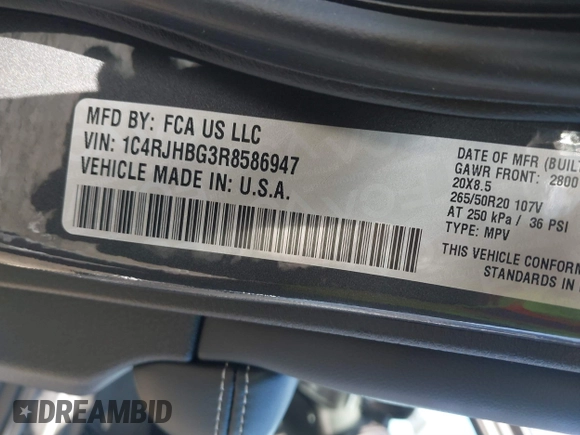 MFD BY: FCA US LLC
VIN: 1C4RJHBG3R8586947
VEHICLE MADE IN: U.S.A.
DATE OF MFR (BUILT
GAWR FRONT: 2800
20X8.5
265/50R20 107V
AT 250 kPa/ 36 PSI
TYPE: MPV
THIS VEHICLE CONFORM
STANDARDS IN
DREAMBID